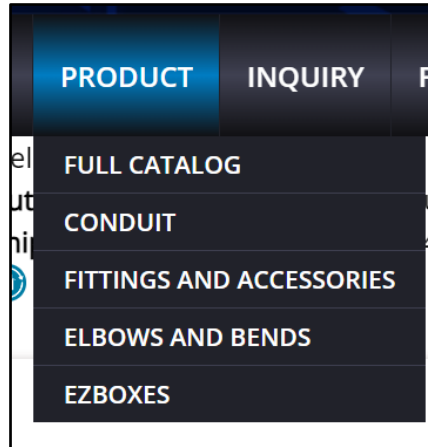 PRODUCT INQUIRY
FULL CATALOG
CONDUIT
FITTINGS AND ACCESSORIES
ELBOWS AND BENDS
EZBOXES